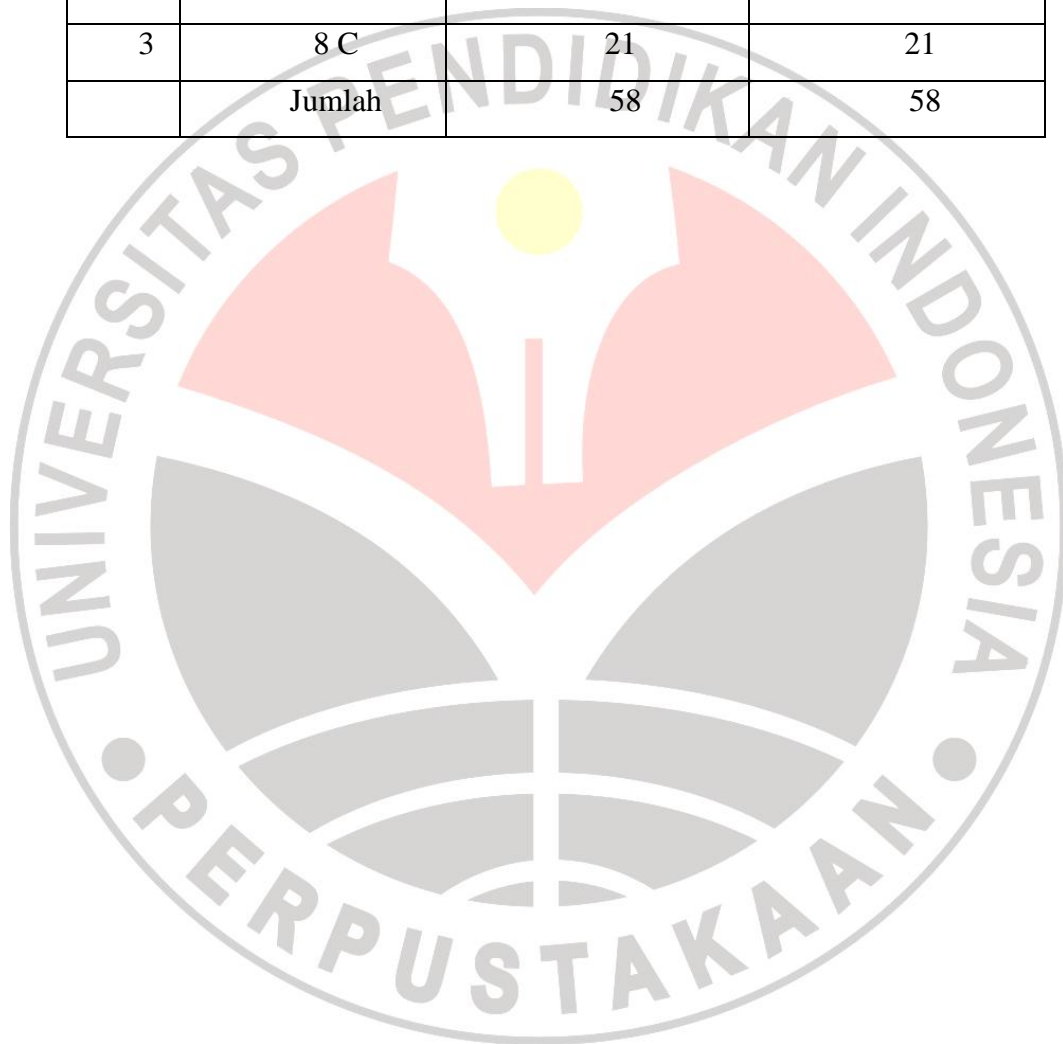 3 8 C 21 21
Jumlah 58 58
UNIVERSITAS PENDIDIKAN INDONESIA
PERPUSTAKAAN